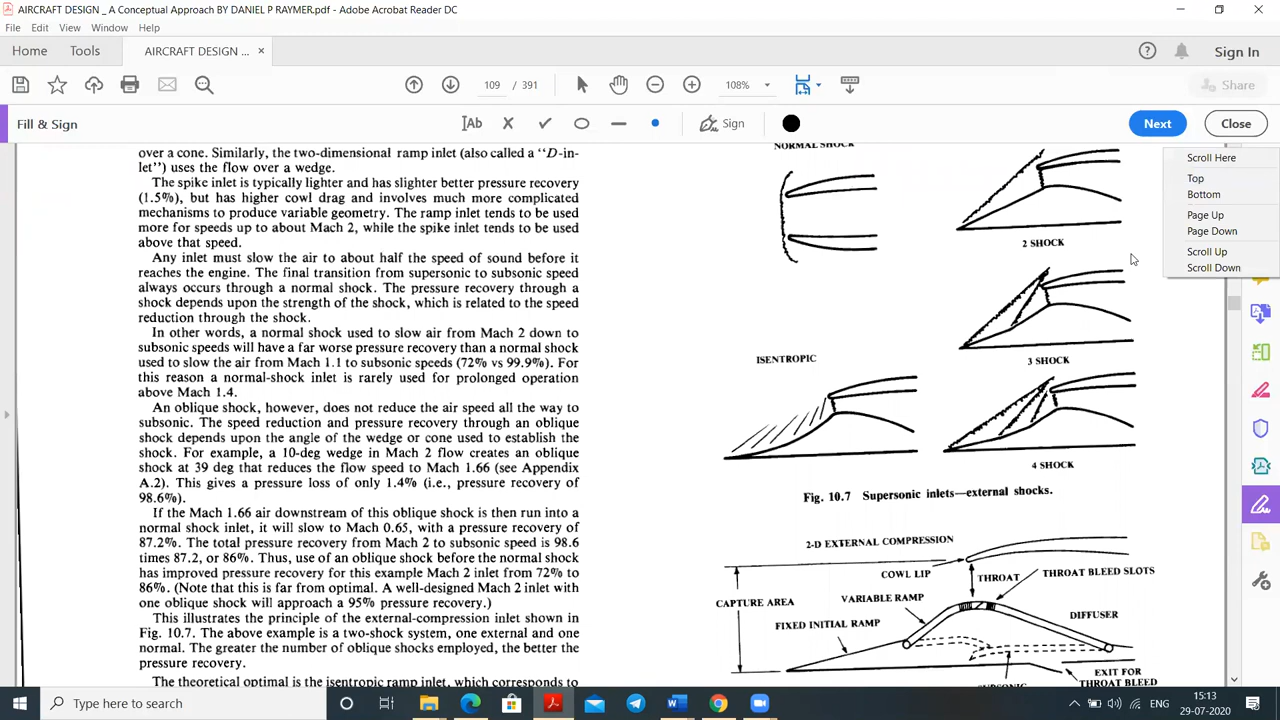 AIRCRAFT DESIGN _ A Conceptual Approach BY DANIEL P RAYMER.pdf - Adobe Acrobat Reader DC
File Edit View Window Help
Home Tools AIRCRAFT DESIGN ... × Sign In
109 / 391 108% Share
Fill & Sign IAb Sign Next Close
over a cone. Similarly, the two-dimensional ramp inlet (also called a "D-in-
let") uses the flow over a wedge.
The spike inlet is typically lighter and has slighter better pressure recovery
(1.5%), but has higher cowl drag and involves much more complicated
mechanisms to produce variable geometry. The ramp inlet tends to be used
more for speeds up to about Mach 2, while the spike inlet tends to be used
above that speed.
Any inlet must slow the air to about half the speed of sound before it
reaches the engine. The final transition from supersonic to subsonic speed
always occurs through a normal shock. The pressure recovery through a
shock depends upon the strength of the shock, which is related to the speed
reduction through the shock.
In other words, a normal shock used to slow air from Mach 2 down to
subsonic speeds will have a far worse pressure recovery than a normal shock
used to slow the air from Mach 1.1 to subsonic speeds (72% vs 99.9%). For
this reason a normal-shock inlet is rarely used for prolonged operation
above Mach 1.4.
An oblique shock, however, does not reduce the air speed all the way to
subsonic. The speed reduction and pressure recovery through an oblique
shock depends upon the angle of the wedge or cone used to establish the
shock. For example, a 10-deg wedge in Mach 2 flow creates an oblique
shock at 39 deg that reduces the flow speed to Mach 1.66 (see Appendix
A.2). This gives a pressure loss of only 1.4% (i.e., pressure recovery of
98.6%).
If the Mach 1.66 air downstream of this oblique shock is then run into a
normal shock inlet, it will slow to Mach 0.65, with a pressure recovery of
87.2%. The total pressure recovery from Mach 2 to subsonic speed is 98.6
times 87.2, or 86%. Thus, use of an oblique shock before the normal shock
has improved pressure recovery for this example Mach 2 inlet from 72% to
86%. (Note that this is far from optimal. A well-designed Mach 2 inlet with
one oblique shock will approach a 95% pressure recovery.)
This illustrates the principle of the external-compression inlet shown in
Fig. 10.7. The above example is a two-shock system, one external and one
normal. The greater the number of oblique shocks employed, the better the
pressure recovery.
The theoretical optimal is the isentropic ramp inlet, which corresponds to
NORMAL SHOCK
2 SHOCK
3 SHOCK
ISENTROPIC
4 SHOCK
Fig. 10.7 Supersonic inlets—external shocks.
2-D EXTERNAL COMPRESSION
COWL LIP
THROAT
THROAT BLEED SLOTS
CAPTURE AREA
VARIABLE RAMP
DIFFUSER
FIXED INITIAL RAMP
EXIT FOR
THROAT BLEED
SUBSONIC
Scroll Here
Top
Bottom
Page Up
Page Down
Scroll Up
Scroll Down
Type here to search
ENG
15:13
29-07-2020